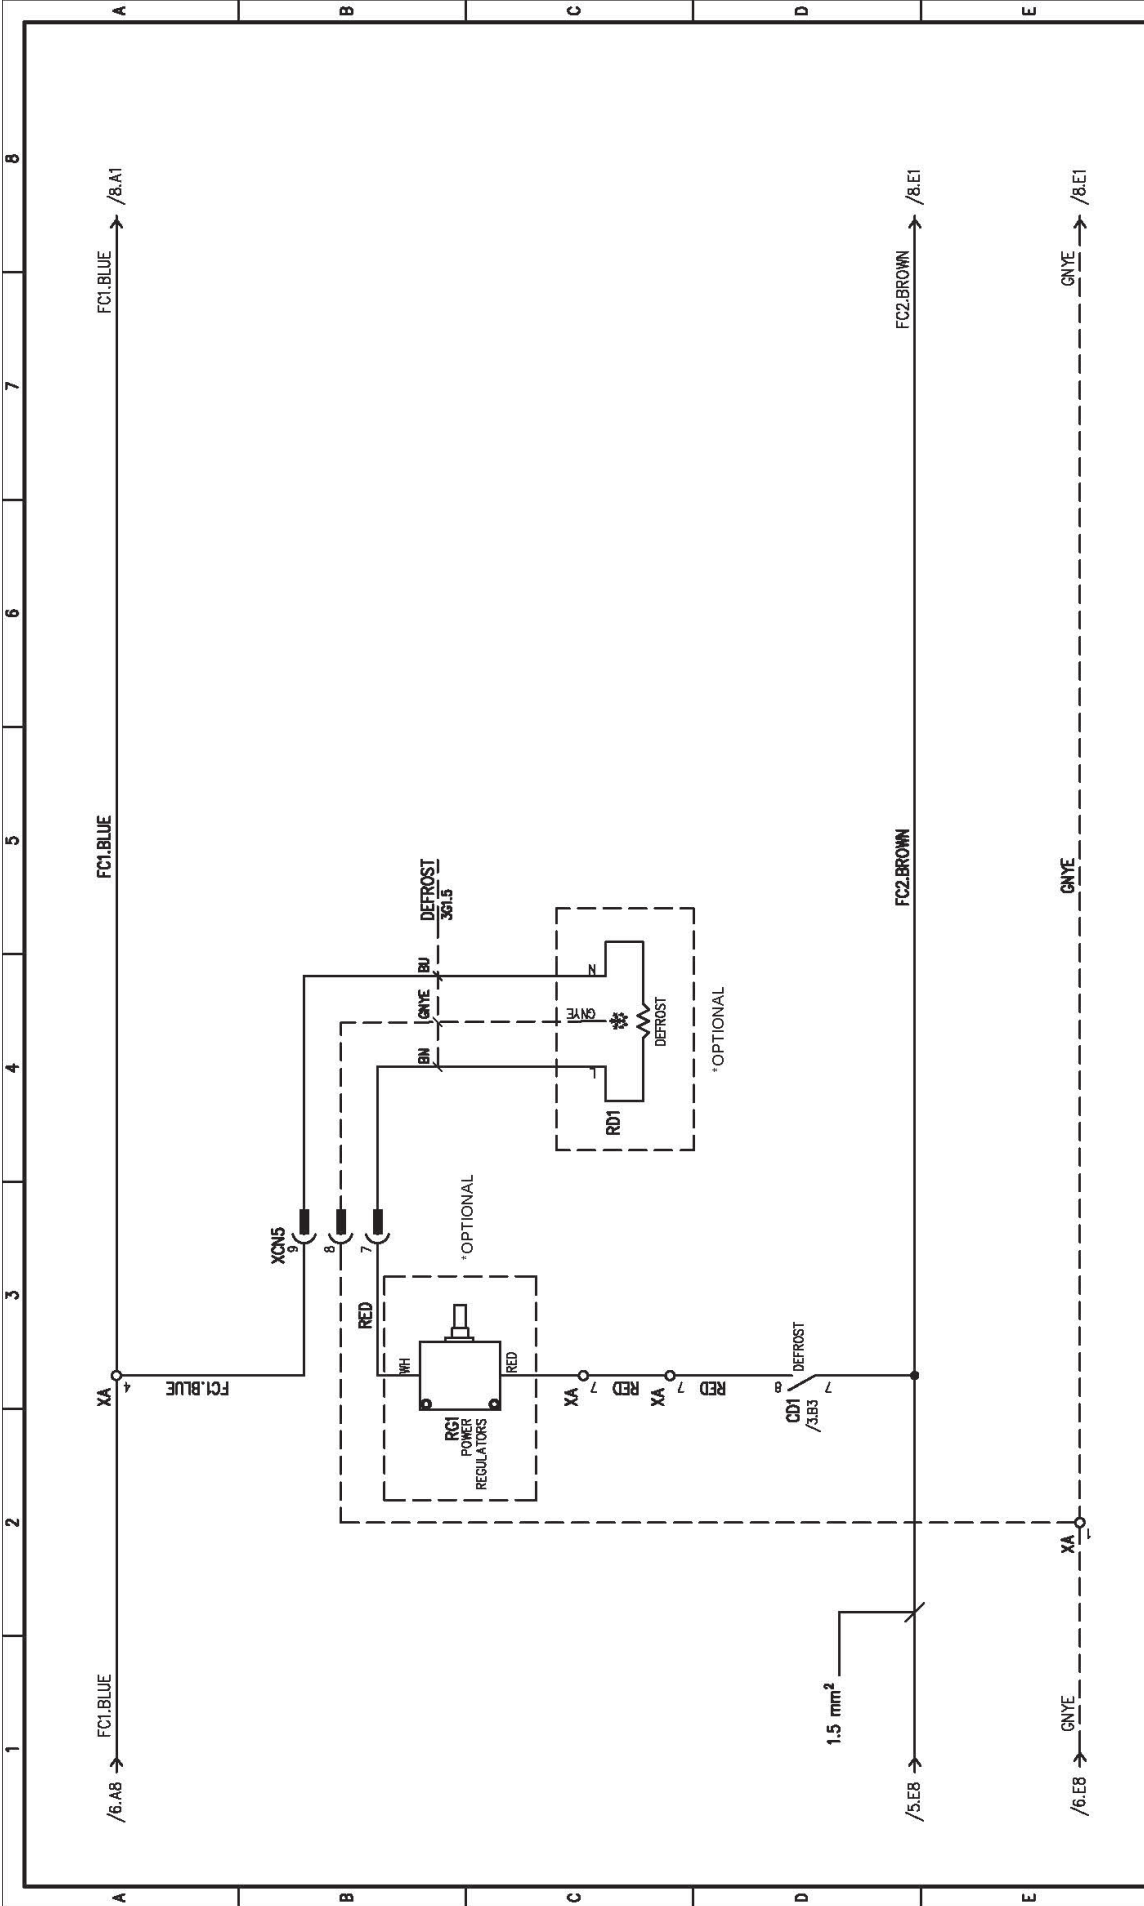 1 2 3 4 5 6 7 8
A A
/6.A8 FC1.BLUE FC1.BLUE FC1.BLUE /8.A1
XA
4
FC1.BLUE
B B
XCN5
9
8
7
RED
WH
RG1
POWER
REGULATORS
RED
*OPTIONAL
BN GNYE BU DEFROST
3G1.5
C C
L GNYE N
RD1
DEFROST
*OPTIONAL
XA
7
RED
XA
7
RED
D D
8
CD1 DEFROST
/3.B3
7
1.5 mm²
/5.E8 FC2.BROWN FC2.BROWN /8.E1
E E
/6.E8 GNYE GNYE GNYE /8.E1
XA
1